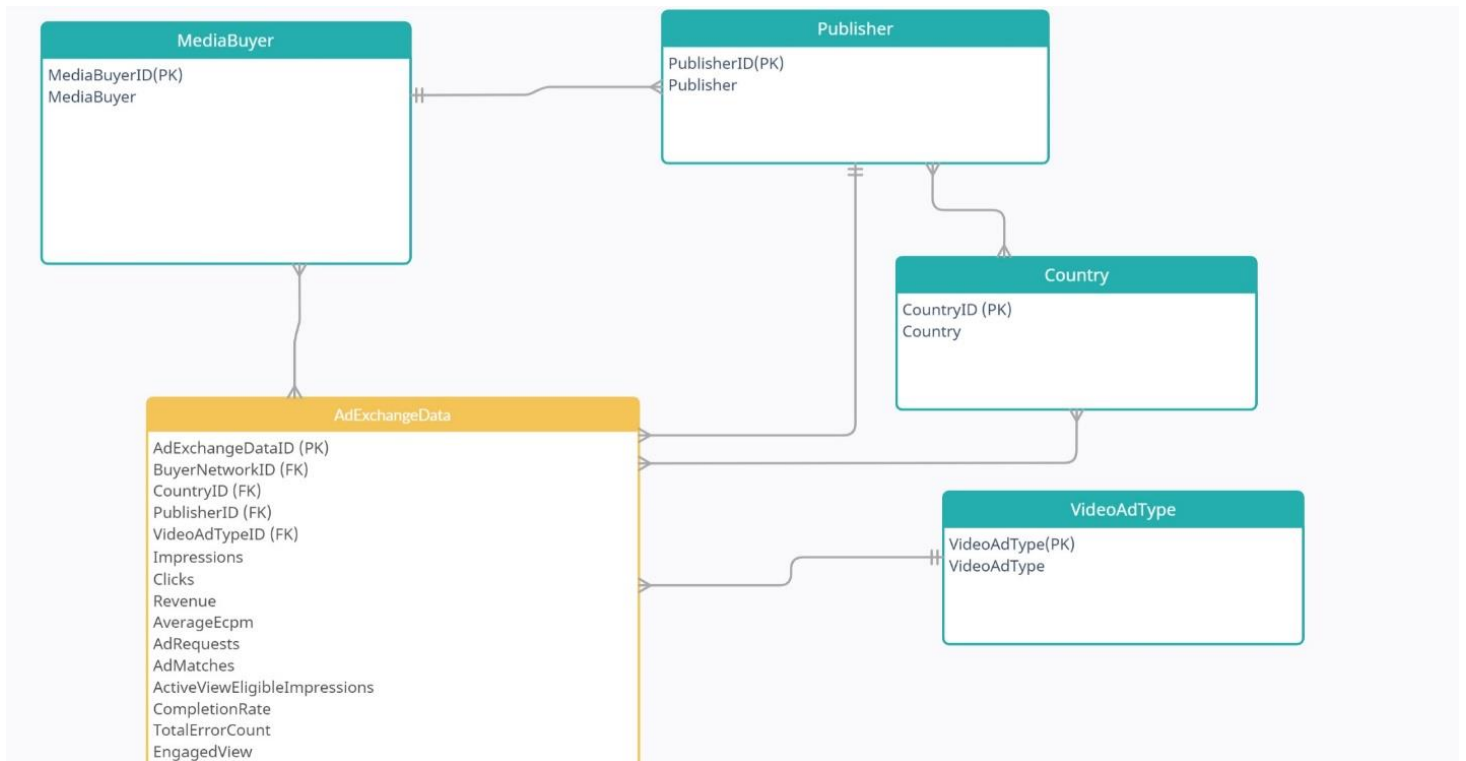 MediaBuyer
MediaBuyerID(PK)
MediaBuyer
Publisher
PublisherID(PK)
Publisher
Country
CountryID (PK)
Country
AdExchangeData
AdExchangeDataID (PK)
BuyerNetworkID (FK)
CountryID (FK)
PublisherID (FK)
VideoAdTypeID (FK)
Impressions
Clicks
Revenue
AverageEcpm
AdRequests
AdMatches
ActiveViewEligibleImpressions
CompletionRate
TotalErrorCount
EngagedView
VideoAdType
VideoAdType(PK)
VideoAdType